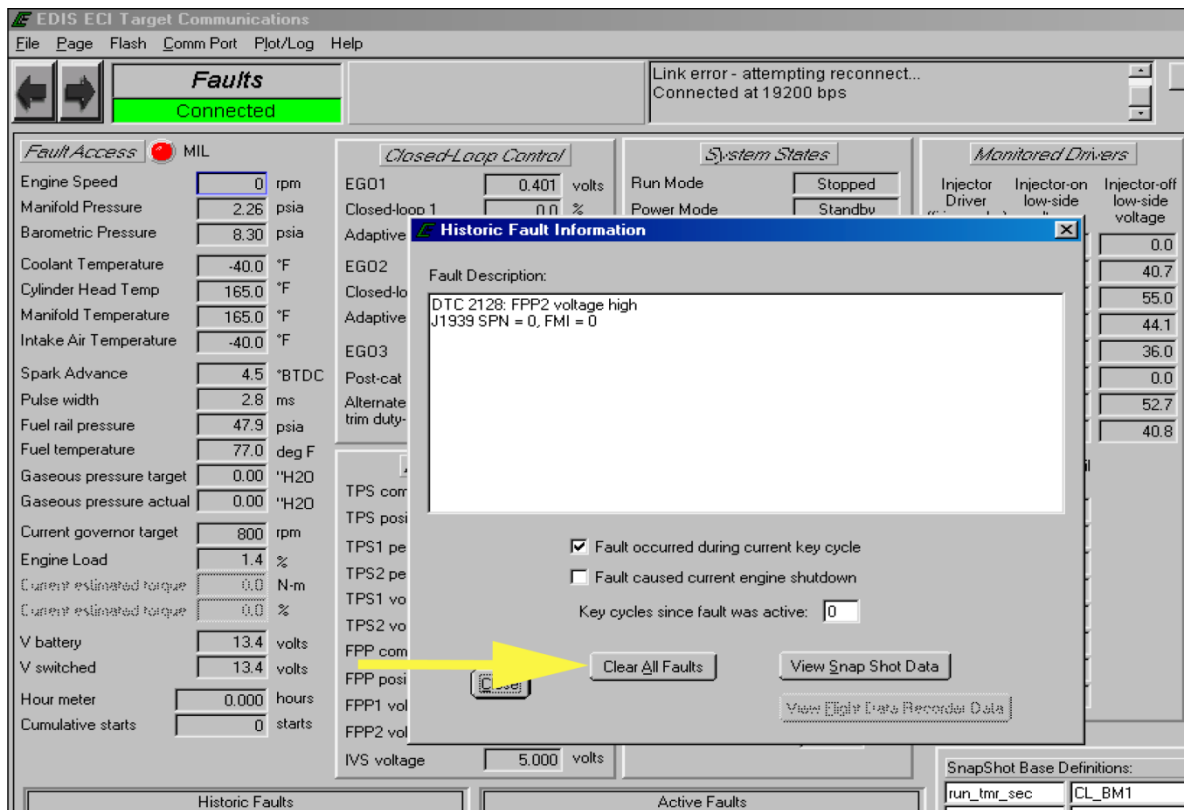 EDIS ECI Target Communications
File Page Flash Comm Port Plot/Log Help
Faults
Connected
Link error - attempting reconnect...
Connected at 19200 bps
Fault Access MIL
Engine Speed 0 rpm
Manifold Pressure 2.26 psia
Barometric Pressure 8.30 psia
Coolant Temperature -40.0 °F
Cylinder Head Temp 165.0 °F
Manifold Temperature 165.0 °F
Intake Air Temperature -40.0 °F
Spark Advance 4.5 °BTDC
Pulse width 2.8 ms
Fuel rail pressure 47.9 psia
Fuel temperature 77.0 deg F
Gaseous pressure target 0.00 "H2O
Gaseous pressure actual 0.00 "H2O
Current governor target 800 rpm
Engine Load 1.4 %
Current estimated torque 0.0 N-m
Current estimated torque 0.0 %
V battery 13.4 volts
V switched 13.4 volts
Hour meter 0.000 hours
Cumulative starts 0 starts
Closed-Loop Control
EGO1 0.401 volts
Closed-loop 1 0.0 %
Adaptive
EGO2
Closed-lo
Adaptive
EGO3
Post-cat
Alternate
trim duty-
TPS com
TPS posi
TPS1 pe
TPS2 pe
TPS1 vo
TPS2 vo
FPP com
FPP posi
FPP1 vol
FPP2 vol
IVS voltage 5.000 volts
System States
Run Mode Stopped
Power Mode Standby
Monitored Drivers
Injector Injector-on Injector-off
Driver low-side low-side
voltage
0.0
40.7
55.0
44.1
36.0
0.0
52.7
40.8
Historic Fault Information
Fault Description:
DTC 2128: FPP2 voltage high
J1939 SPN = 0, FMI = 0
Fault occurred during current key cycle
Fault caused current engine shutdown
Key cycles since fault was active: 0
Close
Clear All Faults
View Snap Shot Data
View Flight Data Recorder Data
SnapShot Base Definitions:
run_tmr_sec CL_BM1
Historic Faults
Active Faults